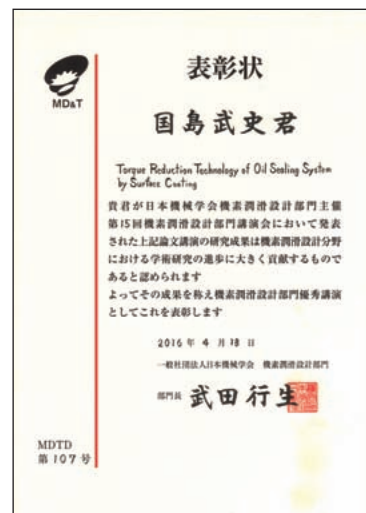 MD&T
表彰状
国島武史君
Torque Reduction Technology of Oil Sealing System
by Surface Coating
貴君が日本機械学会機素潤滑設計部門主催
第15回機素潤滑設計部門講演会において発表
された上記論文講演の研究成果は機素潤滑設計分野
における学術研究の進歩に大きく貢献するもので
あると認められます
よってその成果を称え機素潤滑設計部門優秀講演
としてこれを表彰します
2016年 4月 18日
一般社団法人日本機械学会 機素潤滑設計部門
部門長 武田行生
MDTD
第107号